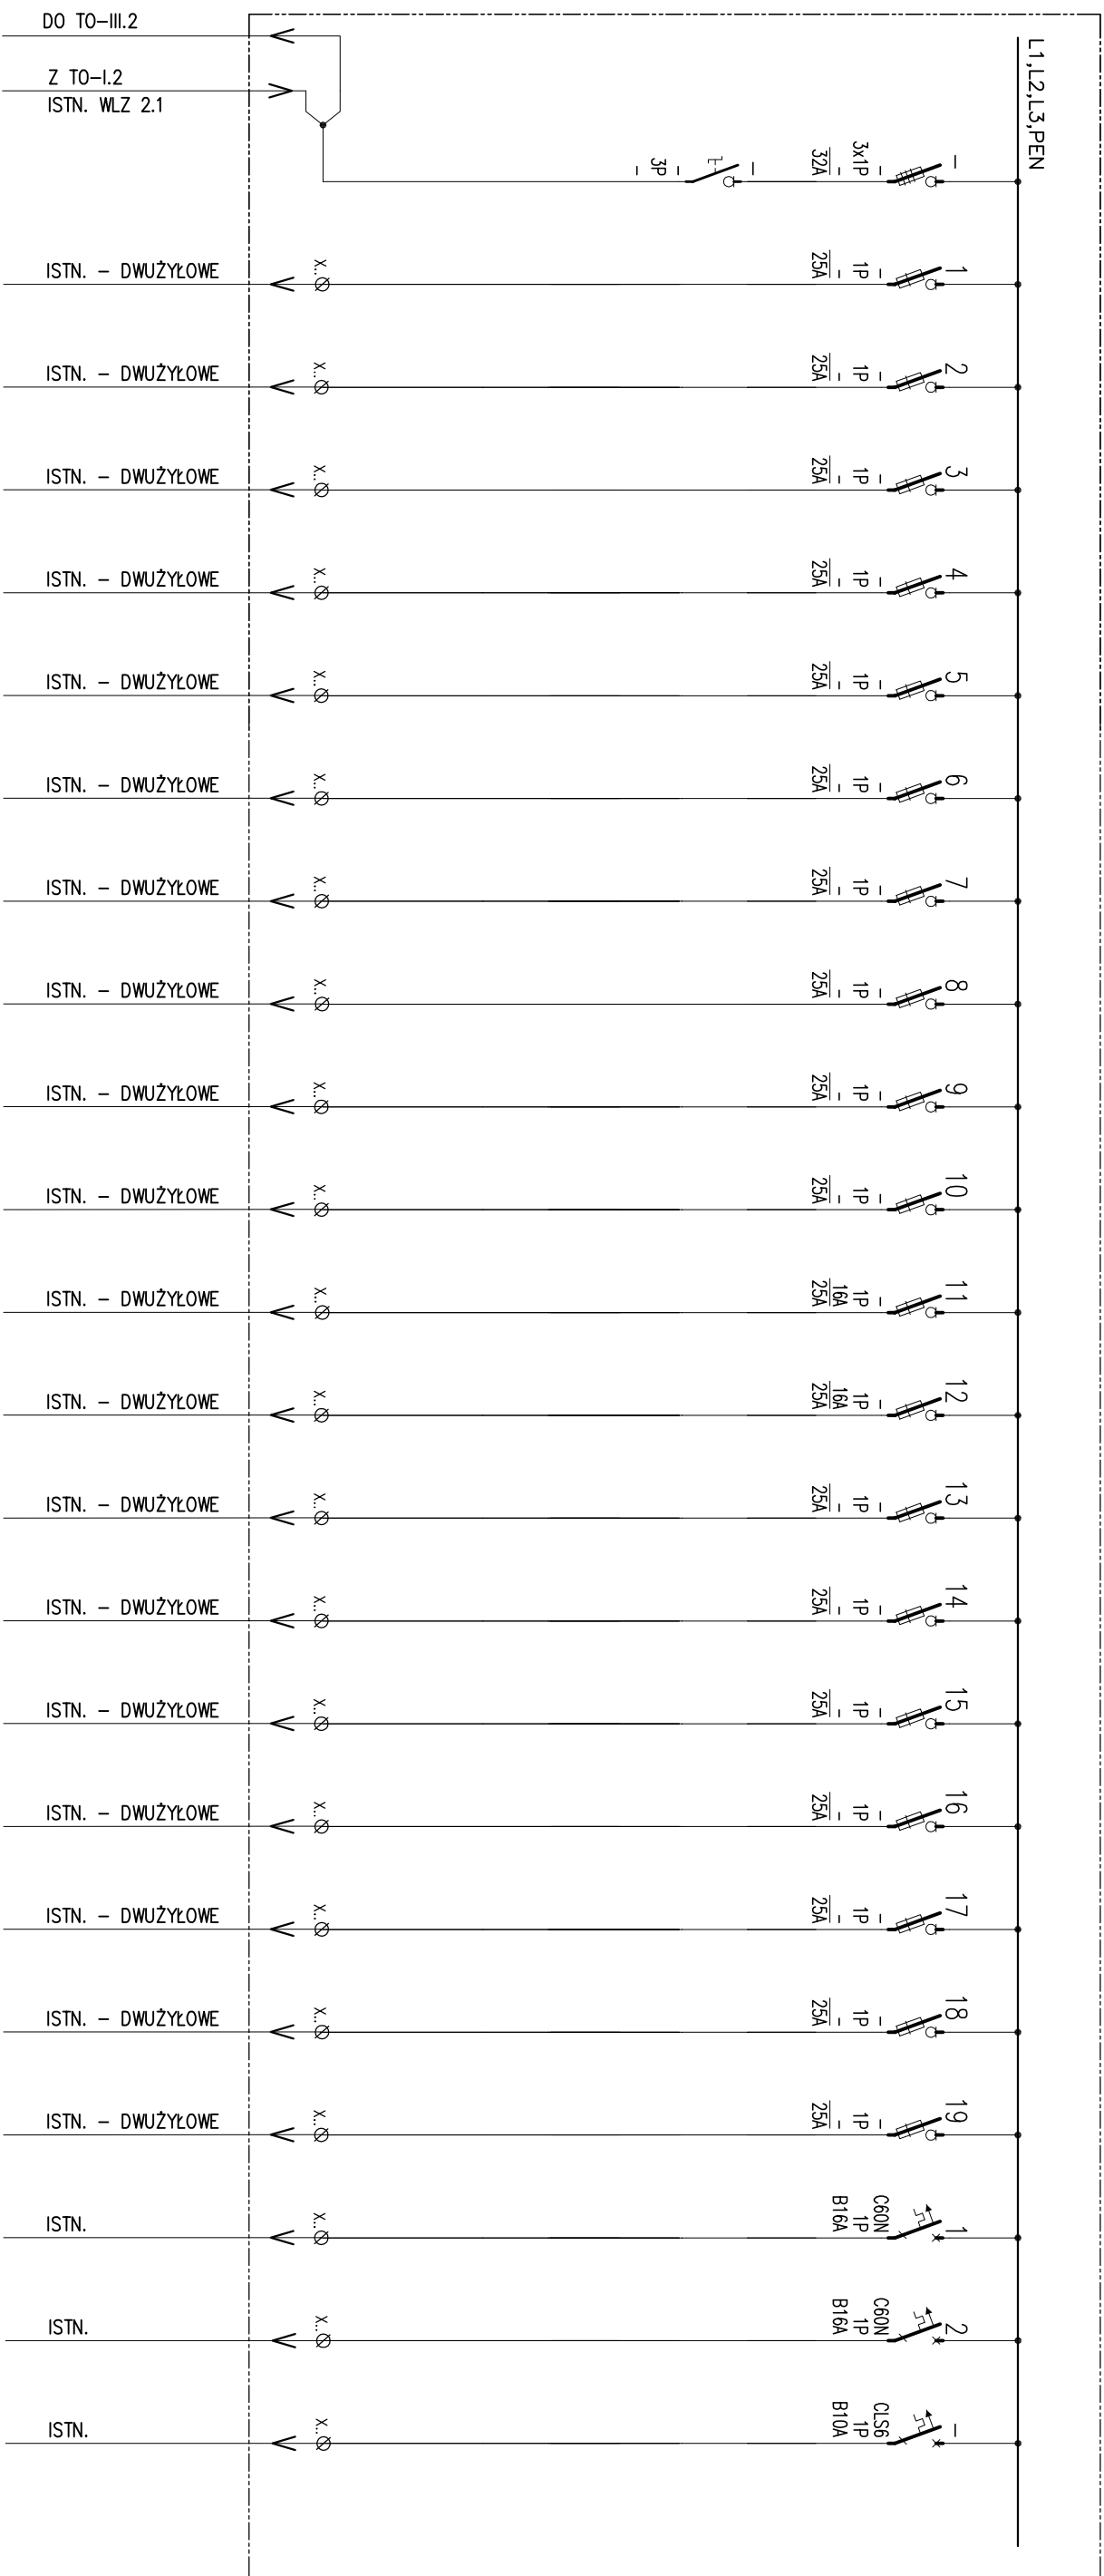 DO TO-III.2
Z TO-I.2
ISTN. WLZ 2.1
L1,L2,L3,PEN
-
3x1P
-
32A
-
-
3P
-
ISTN. - DWUŻYŁOWE
X..
1
-
1P
-
25A
ISTN. - DWUŻYŁOWE
X..
2
-
1P
-
25A
ISTN. - DWUŻYŁOWE
X..
3
-
1P
-
25A
ISTN. - DWUŻYŁOWE
X..
4
-
1P
-
25A
ISTN. - DWUŻYŁOWE
X..
5
-
1P
-
25A
ISTN. - DWUŻYŁOWE
X..
6
-
1P
-
25A
ISTN. - DWUŻYŁOWE
X..
7
-
1P
-
25A
ISTN. - DWUŻYŁOWE
X..
8
-
1P
-
25A
ISTN. - DWUŻYŁOWE
X..
9
-
1P
-
25A
ISTN. - DWUŻYŁOWE
X..
10
-
1P
-
25A
ISTN. - DWUŻYŁOWE
X..
11
-
1P
16A
25A
ISTN. - DWUŻYŁOWE
X..
12
-
1P
16A
25A
ISTN. - DWUŻYŁOWE
X..
13
-
1P
-
25A
ISTN. - DWUŻYŁOWE
X..
14
-
1P
-
25A
ISTN. - DWUŻYŁOWE
X..
15
-
1P
-
25A
ISTN. - DWUŻYŁOWE
X..
16
-
1P
-
25A
ISTN. - DWUŻYŁOWE
X..
17
-
1P
-
25A
ISTN. - DWUŻYŁOWE
X..
18
-
1P
-
25A
ISTN. - DWUŻYŁOWE
X..
19
-
1P
-
25A
ISTN.
X..
1
C60N
1P
B16A
ISTN.
X..
2
C60N
1P
B16A
ISTN.
X..
-
CLS6
1P
B10A